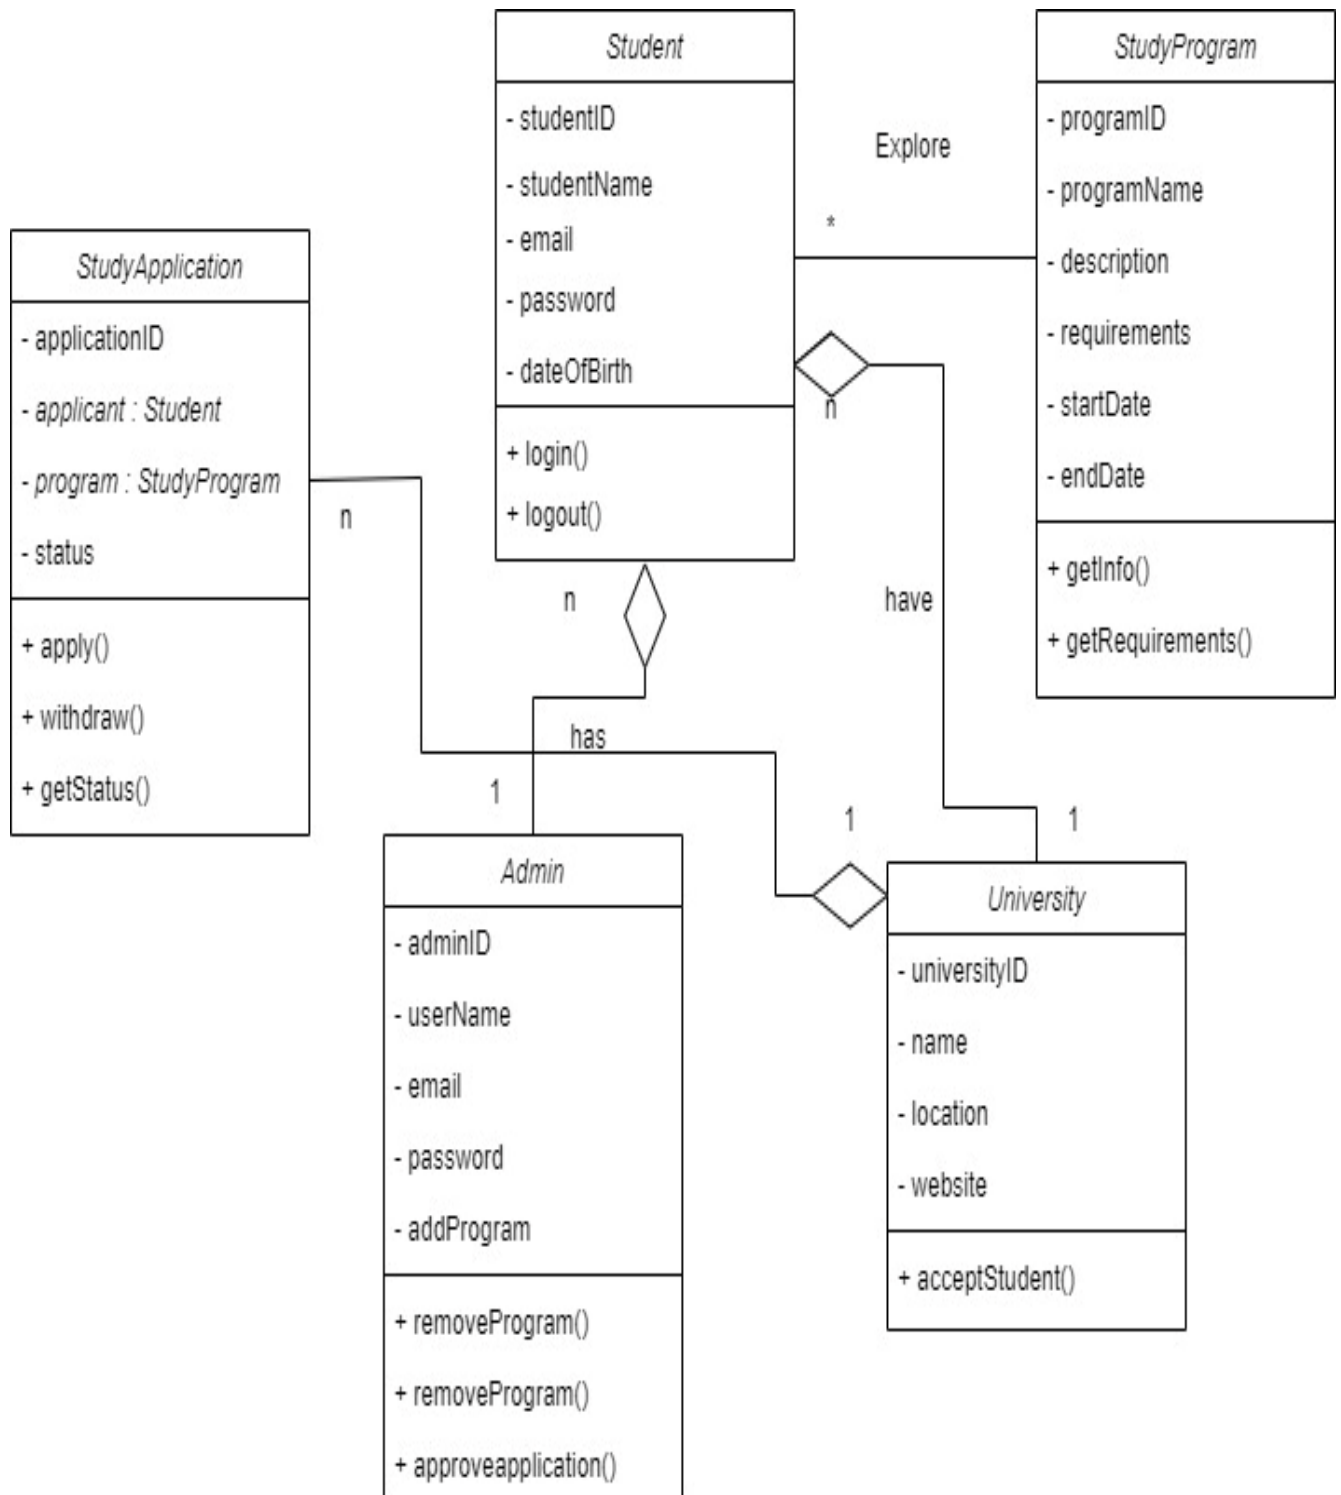 Student
- studentID
- studentName
- email
- password
- dateOfBirth
+ login()
+ logout()
StudyProgram
- programID
- programName
- description
- requirements
- startDate
- endDate
+ getInfo()
+ getRequirements()
Explore
*
StudyApplication
- applicationID
- applicant : Student
- program : StudyProgram
- status
+ apply()
+ withdraw()
+ getStatus()
n
n
n
have
has
1
1
1
Admin
- adminID
- userName
- email
- password
- addProgram
+ removeProgram()
+ removeProgram()
+ approveapplication()
University
- universityID
- name
- location
- website
+ acceptStudent()